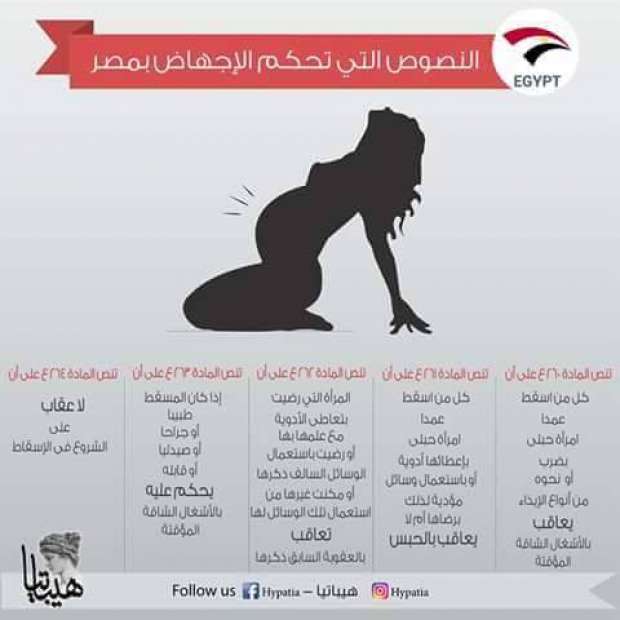 النصوص التي تحكم الإجهاض بمصر
EGYPT
تنص المادة ٢٦٠ ع على أن
كل من اسقط
عمدا
امرأة حبلى
بضرب
أو نحوه
من أنواع الإيذاء
يعاقب
بالأشغال الشاقة
المؤقتة
تنص المادة ٢٦١ ع على أن
كل من اسقط
عمدا
امرأة حبلى
بإعطائها أدوية
أو باستعمال وسائل
مؤدية لذلك
برضاها أم لا
يعاقب بالحبس
تنص المادة ٢٦٢ ع على أن
المرأة التي رضيت
بتعاطى الأدوية
مع علمها بها
أو رضيت باستعمال
الوسائل السالف ذكرها
أو مكنت غيرها من
استعمال تلك الوسائل لها
تعاقب
بالعقوبة السابق ذكرها
تنص المادة ٢٦٣ ع على أن
إذا كان المسقط
طبيبا
أو جراحا
أو صيدليا
أو قابله
يحكم عليه
بالأشغال الشاقة
المؤقتة
تنص المادة ٢٦٤ ع على أن
لا عقاب
على
الشروع في الإسقاط
هيباتيا
Follow us Hypatia – هيباتيا Hypatia